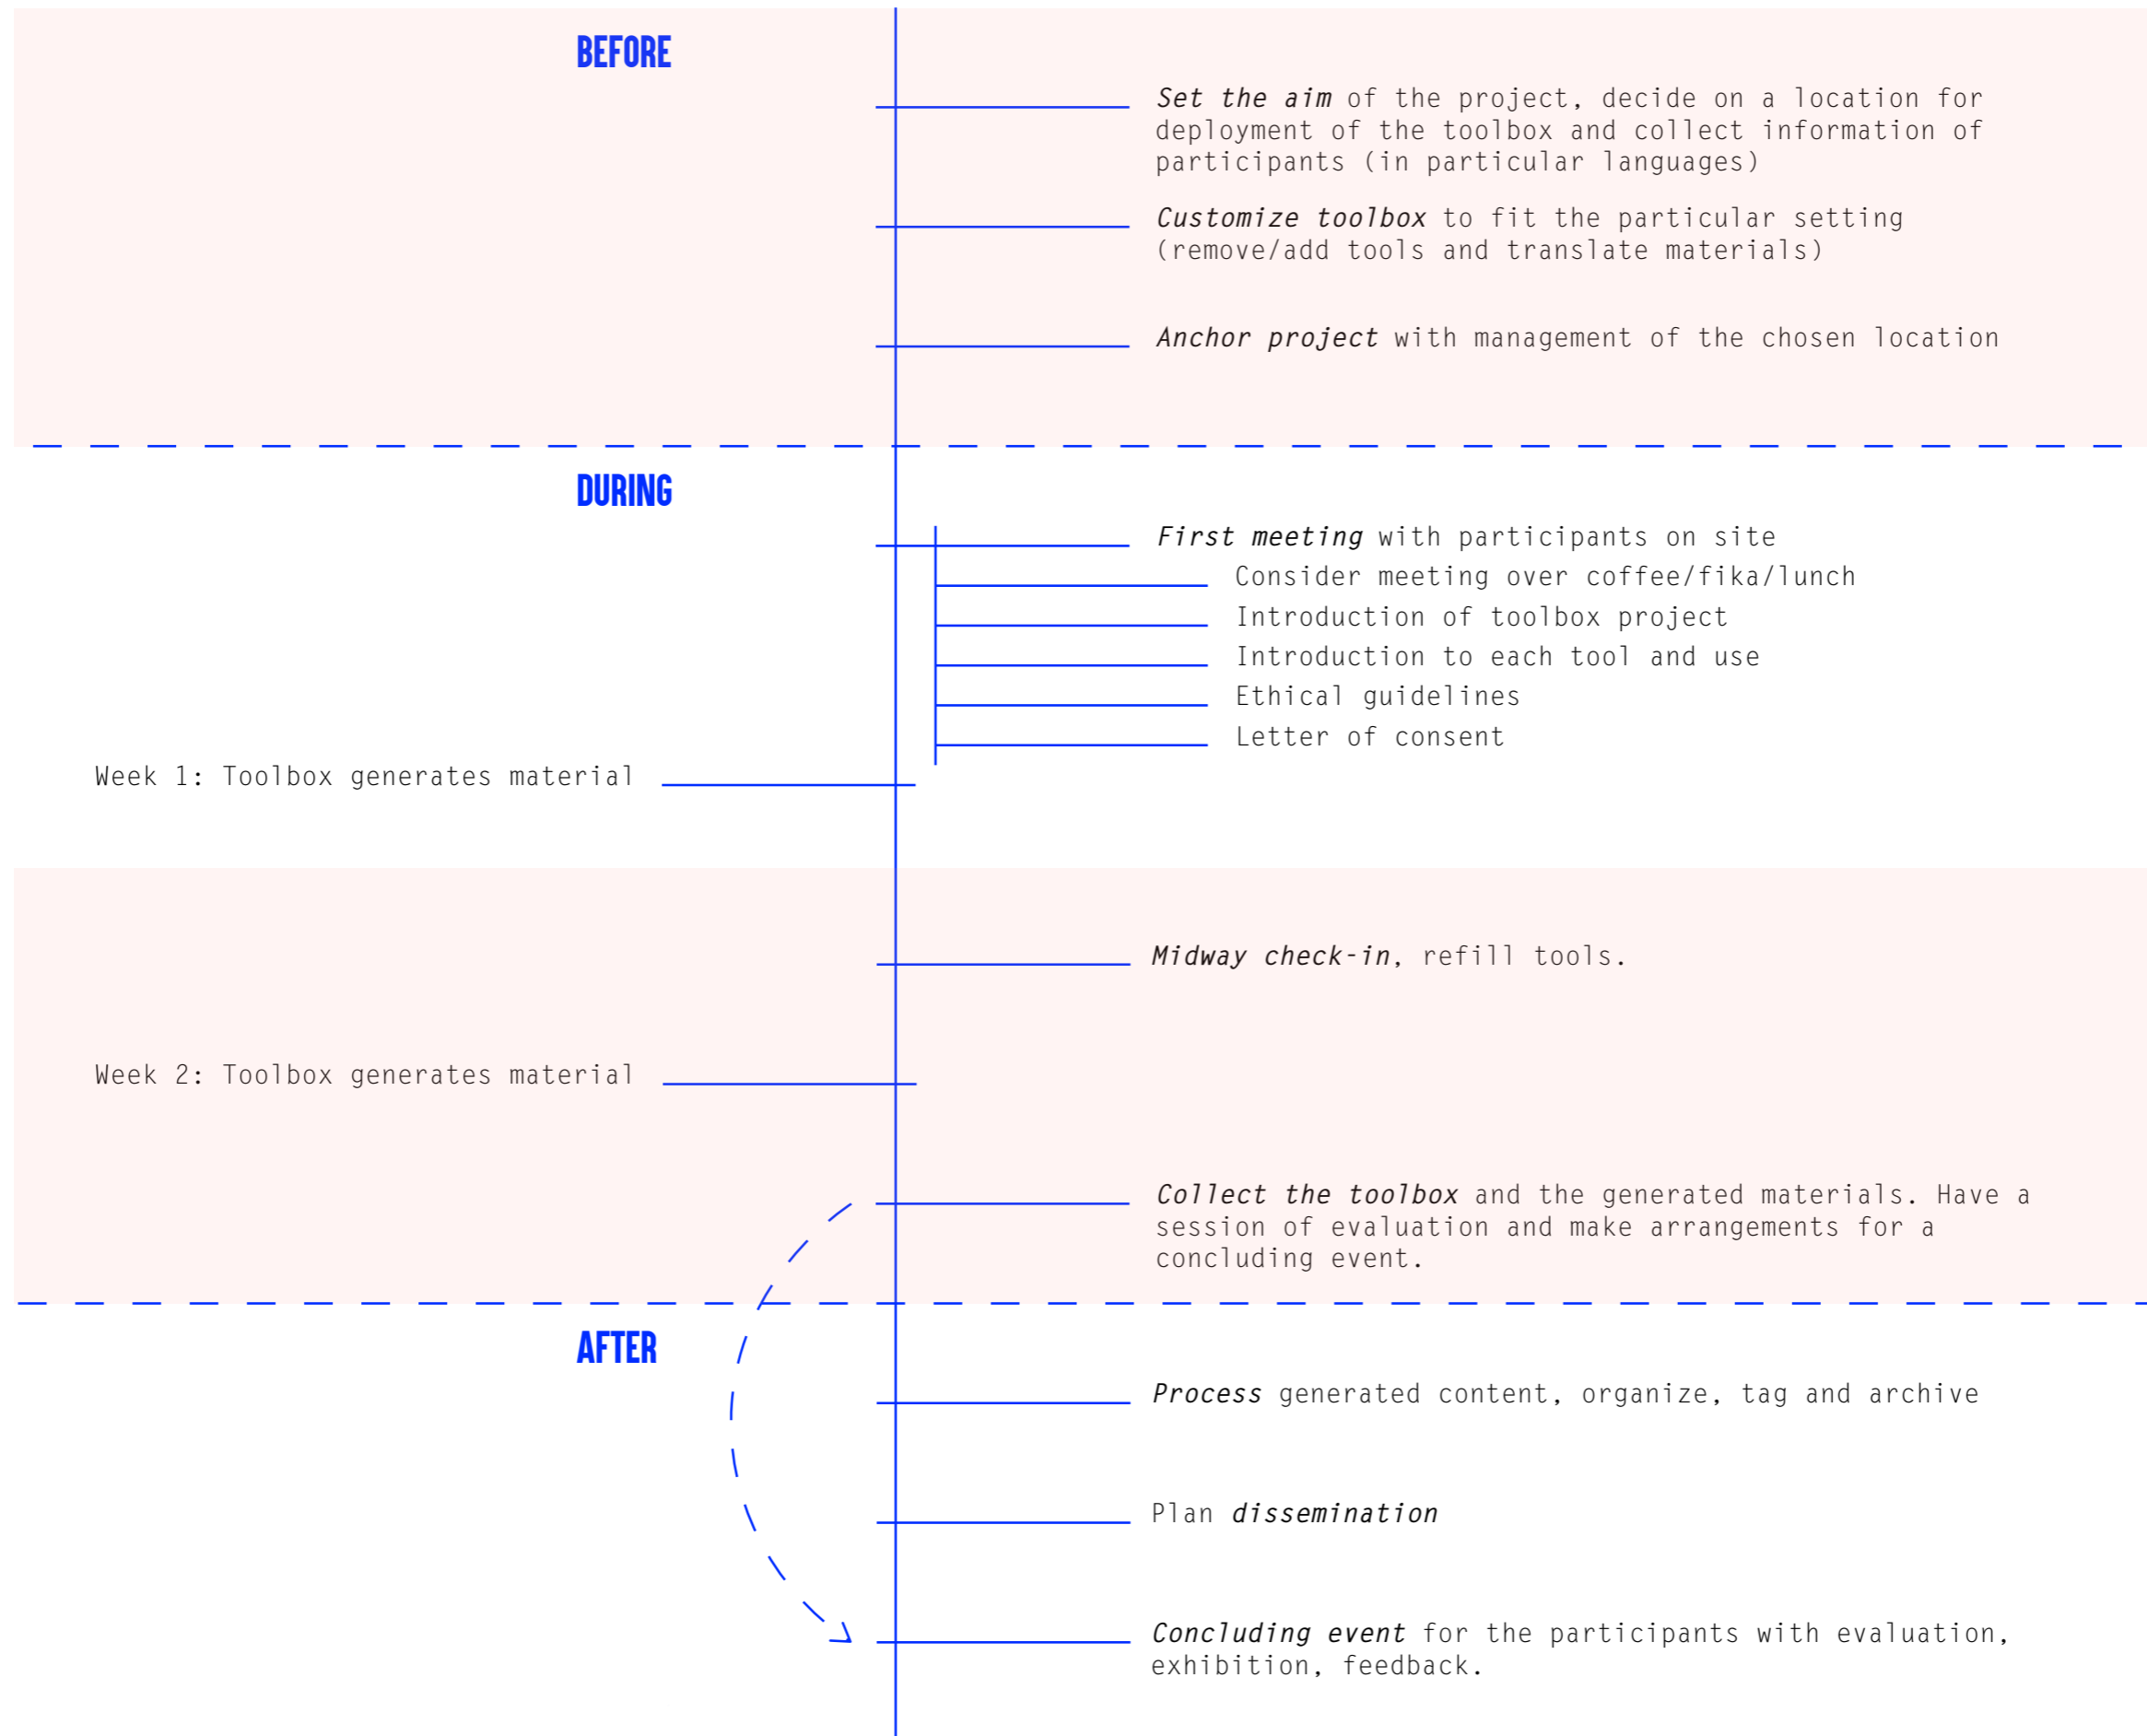 BEFORE
Set the aim of the project, decide on a location for
deployment of the toolbox and collect information of
participants (in particular languages)
Customize toolbox to fit the particular setting
(remove/add tools and translate materials)
Anchor project with management of the chosen location
DURING
First meeting with participants on site
Consider meeting over coffee/fika/lunch
Introduction of toolbox project
Introduction to each tool and use
Ethical guidelines
Letter of consent
Week 1: Toolbox generates material
Midway check-in, refill tools.
Week 2: Toolbox generates material
Collect the toolbox and the generated materials. Have a
session of evaluation and make arrangements for a
concluding event.
AFTER
Process generated content, organize, tag and archive
Plan dissemination
Concluding event for the participants with evaluation,
exhibition, feedback.